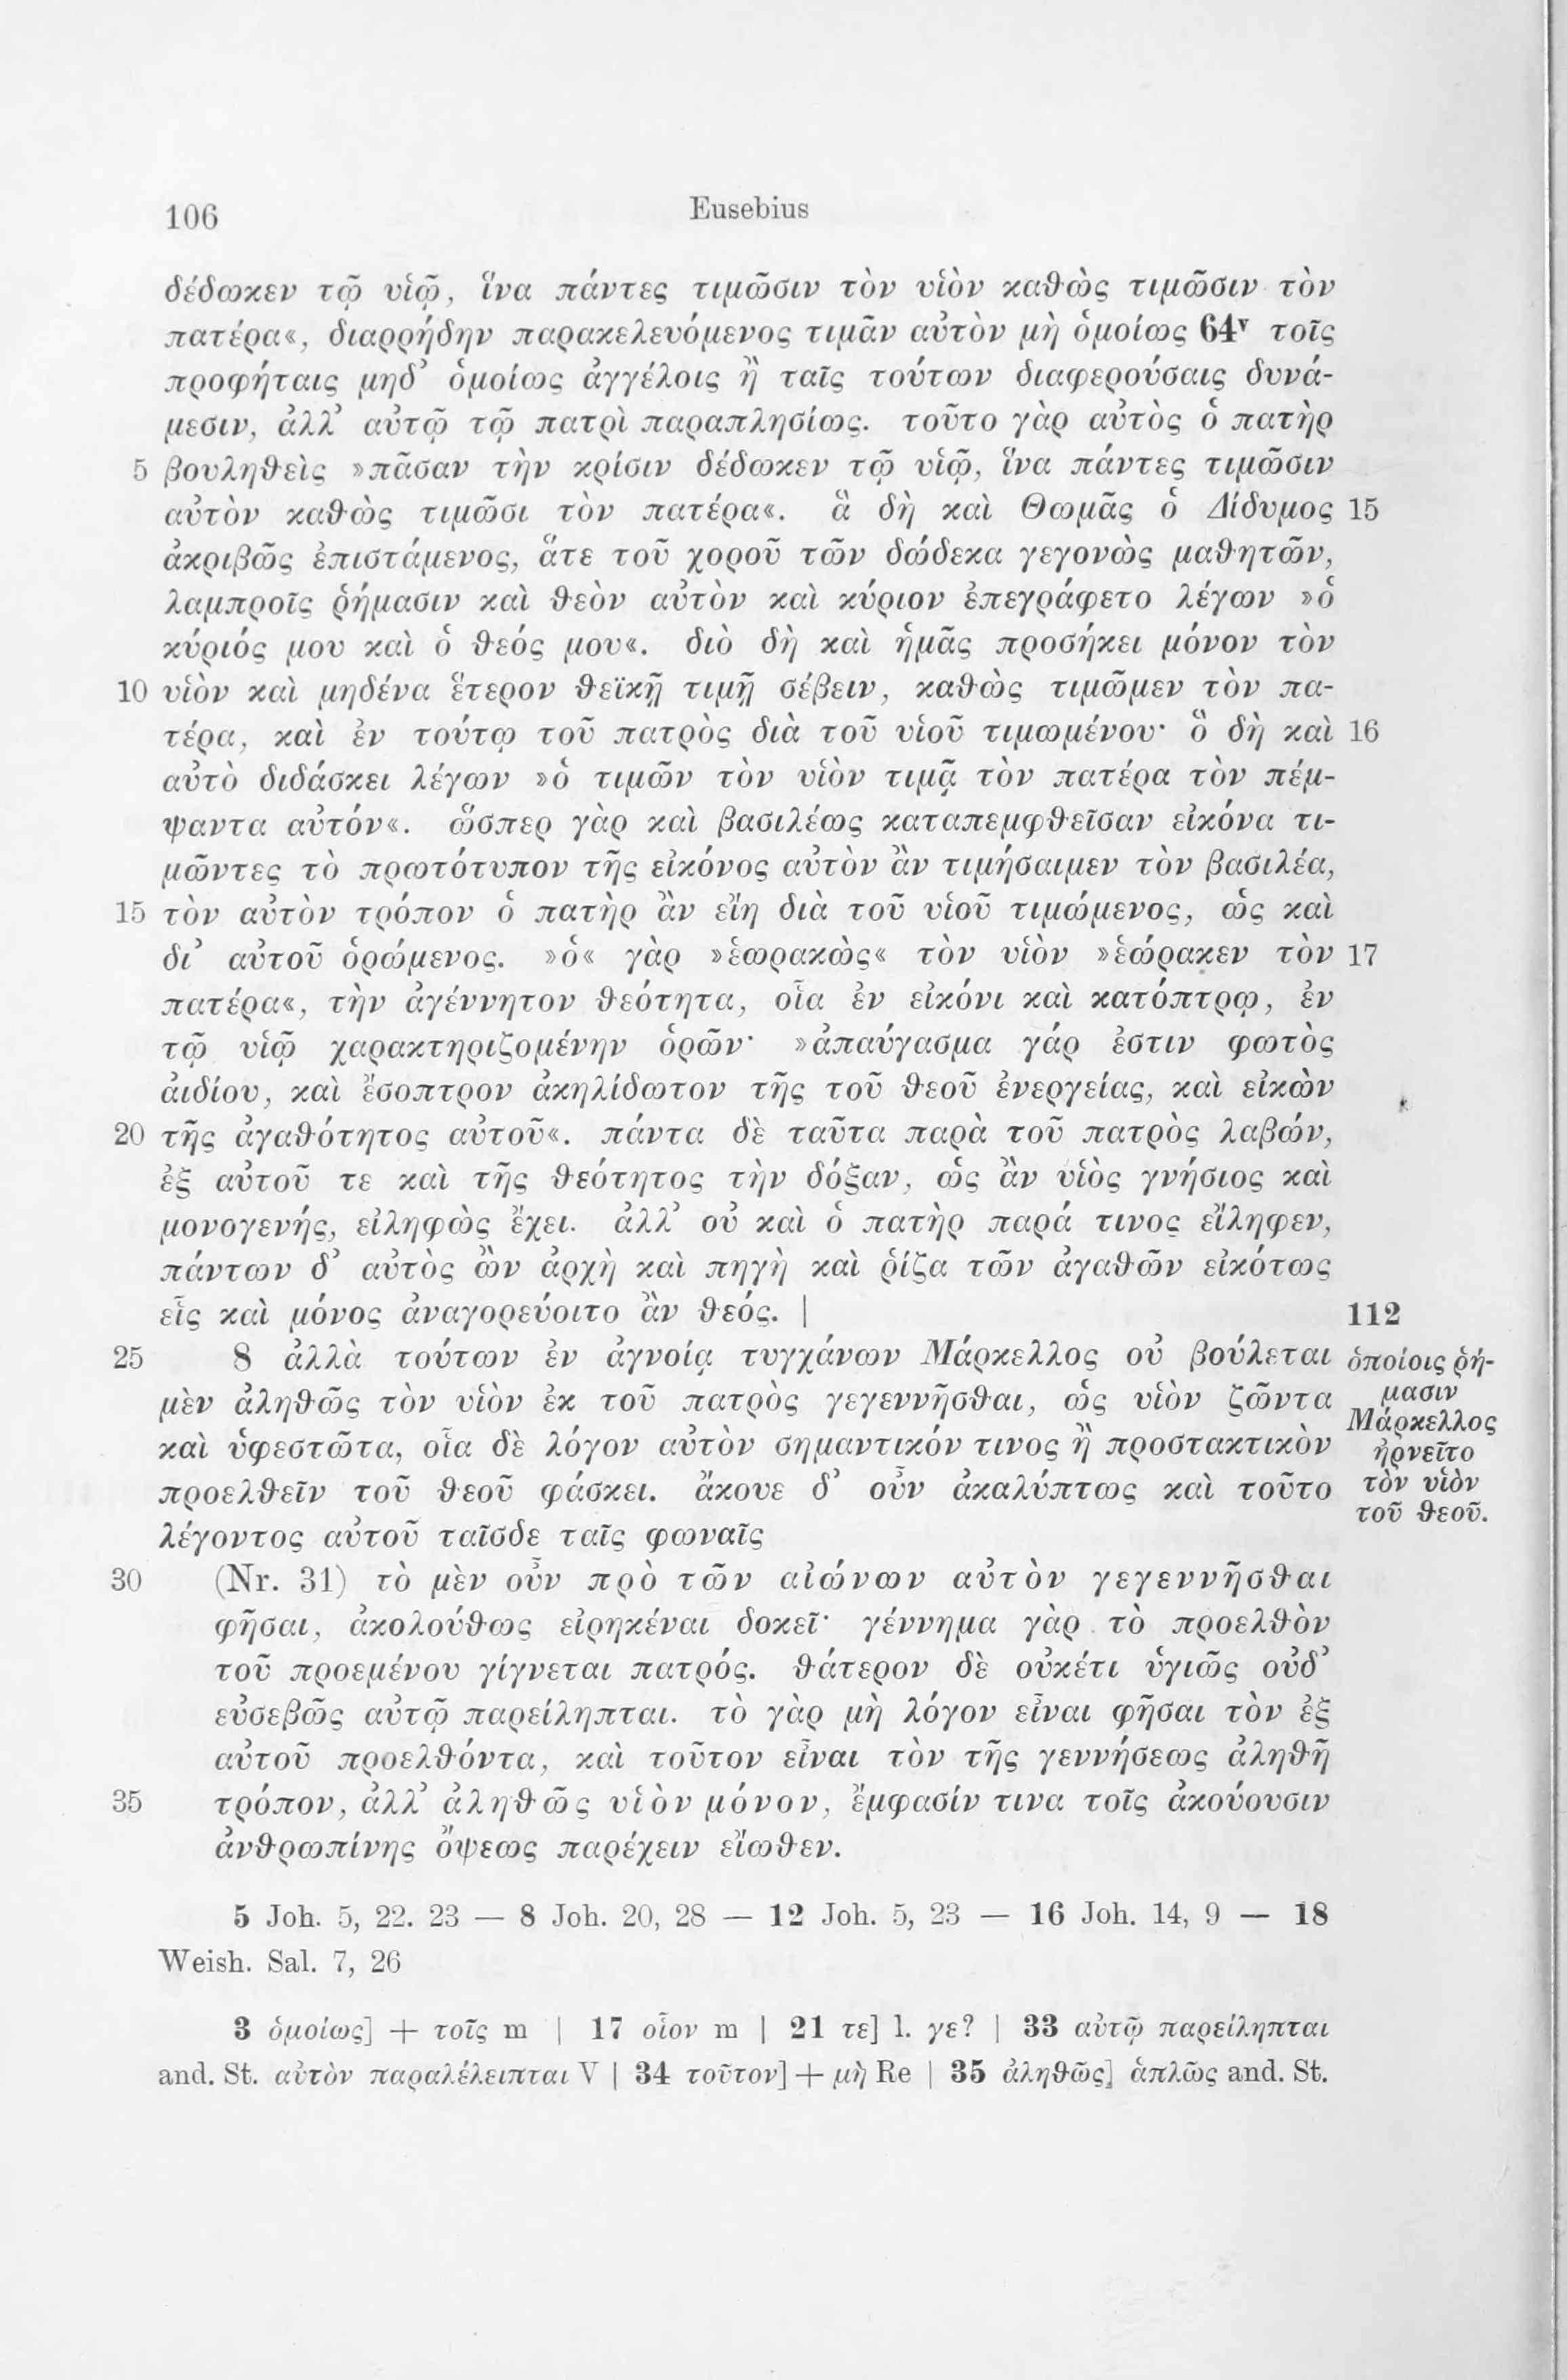 106
Eusebius
δέδωκεν τῷ υἱῷ, ἵνα πάντες τιμῶσιν τὸν υἱὸν καθὼς τιμῶσιν τὸν
πατέρα«, διαρρήδην παρακελευόμενος τιμᾶν αὐτὸν μὴ ὁμοίως 64ᵛ τοῖς
προφήταις μηδ᾽ ὁμοίως ἀγγέλοις ἢ ταῖς τούτων διαφερούσαις δυνά-
μεσιν, ἀλλ᾽ αὐτῷ τῷ πατρὶ παραπλησίως. τοῦτο γὰρ αὐτὸς ὁ πατὴρ
5 βουληθεὶς »πᾶσαν τὴν κρίσιν δέδωκεν τῷ υἱῷ, ἵνα πάντες τιμῶσιν
αὐτὸν καθὼς τιμῶσι τὸν πατέρα«. ἃ δὴ καὶ Θωμᾶς ὁ Δίδυμος 15
ἀκριβῶς ἐπιστάμενος, ἅτε τοῦ χοροῦ τῶν δώδεκα γεγονὼς μαθητῶν,
λαμπροῖς ῥήμασιν καὶ θεὸν αὐτὸν καὶ κύριον ἐπεγράφετο λέγων »ὁ
κύριός μου καὶ ὁ θεός μου«. διὸ δὴ καὶ ἡμᾶς προσήκει μόνον τὸν
10 υἱὸν καὶ μηδένα ἕτερον θεϊκῇ τιμῇ σέβειν, καθὼς τιμῶμεν τὸν πα-
τέρα, καὶ ἐν τούτῳ τοῦ πατρὸς διὰ τοῦ υἱοῦ τιμωμένου· ὃ δὴ καὶ 16
αὐτὸ διδάσκει λέγων »ὁ τιμῶν τὸν υἱὸν τιμᾷ τὸν πατέρα τὸν πέμ-
ψαντα αὐτόν«. ὥσπερ γὰρ καὶ βασιλέως καταπεμφθεῖσαν εἰκόνα τι-
μῶντες τὸ πρωτότυπον τῆς εἰκόνος αὐτὸν ἂν τιμήσαιμεν τὸν βασιλέα,
15 τὸν αὐτὸν τρόπον ὁ πατὴρ ἂν εἴη διὰ τοῦ υἱοῦ τιμώμενος, ὡς καὶ
δι᾽ αὐτοῦ ὁρώμενος. »ὁ« γὰρ »ἑωρακὼς« τὸν υἱὸν »ἑώρακεν τὸν 17
πατέρα«, τὴν ἀγέννητον θεότητα, οἷα ἐν εἰκόνι καὶ κατόπτρῳ, ἐν
τῷ υἱῷ χαρακτηριζομένην ὁρῶν· »ἀπαύγασμα γάρ ἐστιν φωτὸς
ἀιδίου, καὶ ἔσοπτρον ἀκηλίδωτον τῆς τοῦ θεοῦ ἐνεργείας, καὶ εἰκὼν
20 τῆς ἀγαθότητος αὐτοῦ«. πάντα δὲ ταῦτα παρὰ τοῦ πατρὸς λαβών,
ἐξ αὐτοῦ τε καὶ τῆς θεότητος τὴν δόξαν, ὡς ἂν υἱὸς γνήσιος καὶ
μονογενής, εἰληφὼς ἔχει. ἀλλ᾽ οὐ καὶ ὁ πατὴρ παρά τινος εἴληφεν,
πάντων δ᾽ αὐτὸς ὢν ἀρχὴ καὶ πηγὴ καὶ ῥίζα τῶν ἀγαθῶν εἰκότως
εἷς καὶ μόνος ἀναγορεύοιτο ἂν θεός. | 112
25 8 ἀλλὰ τούτων ἐν ἀγνοίᾳ τυγχάνων Μάρκελλος οὐ βούλεται
μὲν ἀληθῶς τὸν υἱὸν ἐκ τοῦ πατρὸς γεγεννῆσθαι, ὡς υἱὸν ζῶντα
καὶ ὑφεστῶτα, οἷα δὲ λόγον αὐτὸν σημαντικόν τινος ἢ προστακτικὸν
προελθεῖν τοῦ θεοῦ φάσκει. ἄκουε δ᾽ οὖν ἀκαλύπτως καὶ τοῦτο
λέγοντος αὐτοῦ ταῖσδε ταῖς φωναῖς
ὁποίοις ῥή-
μασιν
Μάρκελλος
ἠρνεῖτο
τὸν υἱὸν
τοῦ θεοῦ.
30 (Nr. 31) τὸ μὲν οὖν πρὸ τῶν αἰώνων αὐτὸν γεγεννῆσθαι
φῆσαι, ἀκολούθως εἰρηκέναι δοκεῖ· γέννημα γὰρ τὸ προελθὸν
τοῦ προεμένου γίγνεται πατρός. θάτερον δὲ οὐκέτι ὑγιῶς οὐδ᾽
εὐσεβῶς αὐτῷ παρείληπται. τὸ γὰρ μὴ λόγον εἶναι φῆσαι τὸν ἐξ
αὐτοῦ προελθόντα, καὶ τοῦτον εἶναι τὸν τῆς γεννήσεως ἀληθῆ
35 τρόπον, ἀλλ᾽ ἀληθῶς υἱὸν μόνον, ἔμφασίν τινα τοῖς ἀκούουσιν
ἀνθρωπίνης ὄψεως παρέχειν εἴωθεν.
5 Joh. 5, 22. 23 — 8 Joh. 20, 28 — 12 Joh. 5, 23 — 16 Joh. 14, 9 — 18
Weish. Sal. 7, 26
3 ὁμοίως] + τοῖς m | 17 οἷον m | 21 τε] l. γε? | 33 αὐτῷ παρείληπται
and. St. αὐτὸν παραλέλειπται V | 34 τοῦτον] + μὴ Re | 35 ἀληθῶς] ἁπλῶς and. St.